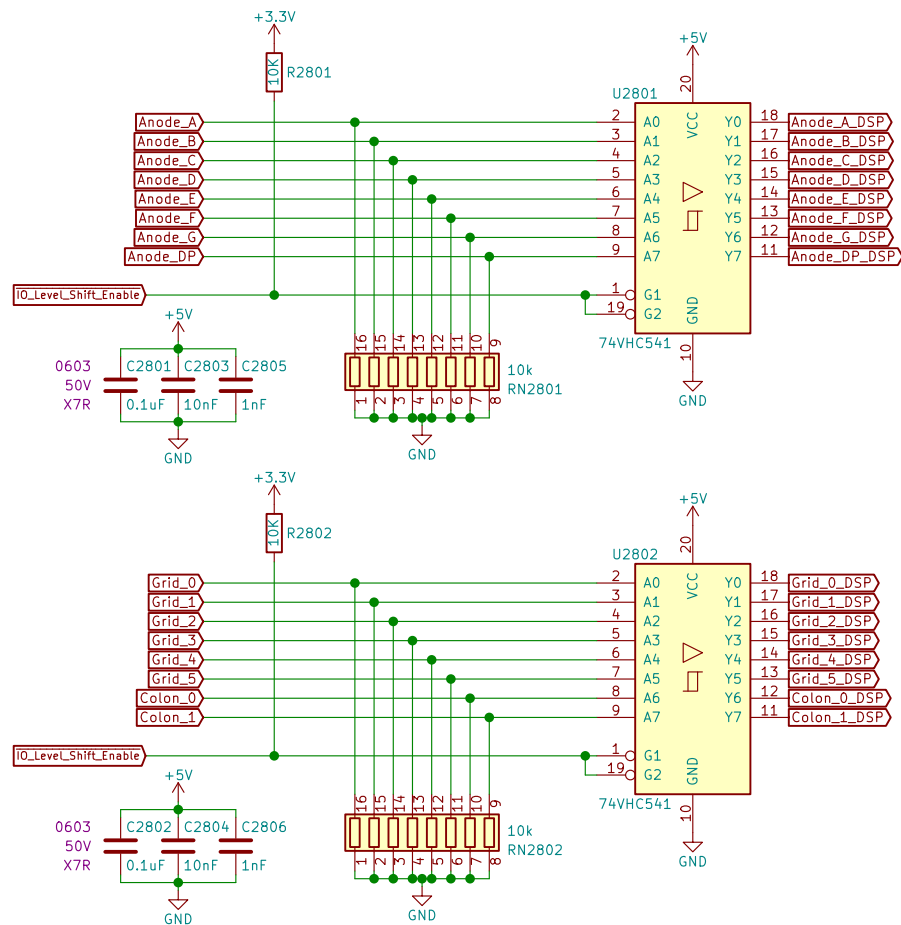 +3.3V
10K
R2801
+5V
20
U2801
VCC
Anode_A
2
A0
Y0
18
Anode_A_DSP
Anode_B
3
A1
Y1
17
Anode_B_DSP
Anode_C
4
A2
Y2
16
Anode_C_DSP
Anode_D
5
A3
Y3
15
Anode_D_DSP
Anode_E
6
A4
Y4
14
Anode_E_DSP
Anode_F
7
A5
Y5
13
Anode_F_DSP
Anode_G
8
A6
Y6
12
Anode_G_DSP
Anode_DP
9
A7
Y7
11
Anode_DP_DSP
IO_Level_Shift_Enable
1
G1
19
G2
GND
74VHC541
10
GND
+5V
0603
50V
X7R
C2801
C2803
C2805
0.1uF
10nF
1nF
GND
16
15
14
13
12
11
10
9
10k
RN2801
1
2
3
4
5
6
7
8
GND
+3.3V
10K
R2802
+5V
20
U2802
VCC
Grid_0
2
A0
Y0
18
Grid_0_DSP
Grid_1
3
A1
Y1
17
Grid_1_DSP
Grid_2
4
A2
Y2
16
Grid_2_DSP
Grid_3
5
A3
Y3
15
Grid_3_DSP
Grid_4
6
A4
Y4
14
Grid_4_DSP
Grid_5
7
A5
Y5
13
Grid_5_DSP
Colon_0
8
A6
Y6
12
Colon_0_DSP
Colon_1
9
A7
Y7
11
Colon_1_DSP
IO_Level_Shift_Enable
1
G1
19
G2
GND
74VHC541
10
GND
+5V
0603
50V
X7R
C2802
C2804
C2806
0.1uF
10nF
1nF
GND
16
15
14
13
12
11
10
9
10k
RN2802
1
2
3
4
5
6
7
8
GND